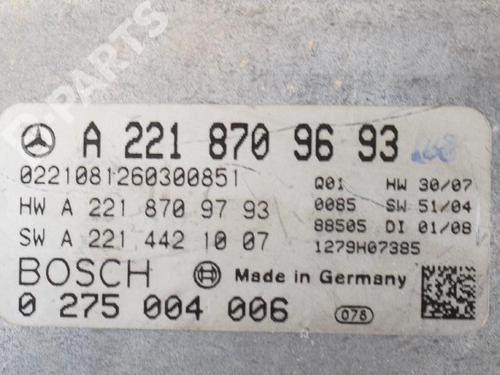 B-PARTS
A 221 870 96 93
0221081260300851
Q01 HW 30/07
HW A 221 870 97 93
0085 SW 51/04
SW A 221 442 10 07
88505 DI 01/08
1279H07385
BOSCH Made in Germany
0 275 004 006
078